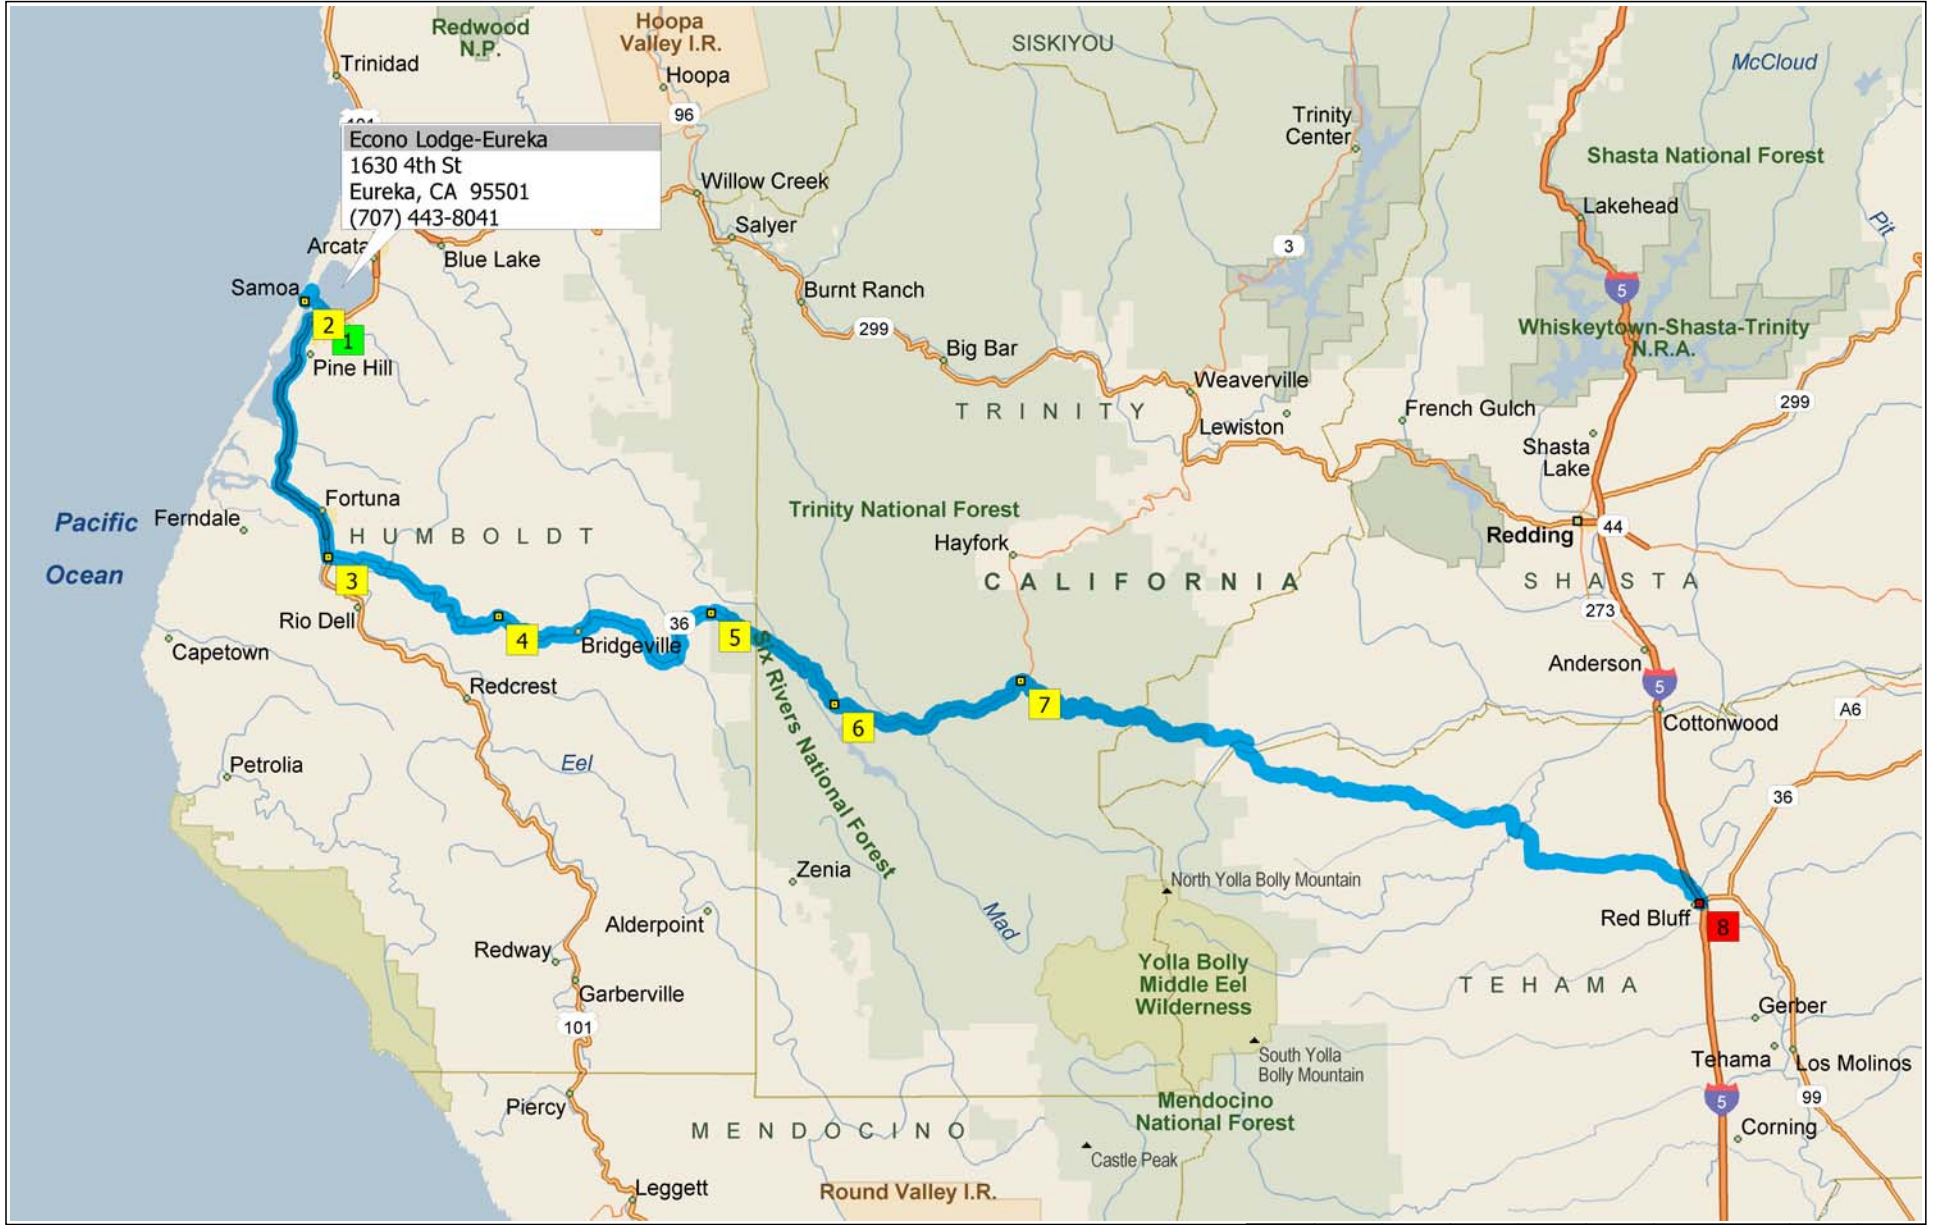 Redwood
N.P.
Hoopa
Valley I.R.
Hoopa
SISKIYOU
McCloud
Trinidad
101
96
Trinity
Center
Shasta National Forest
Econo Lodge-Eureka
1630 4th St
Eureka, CA 95501
(707) 443-8041
Willow Creek
Salyer
Lakehead
Pit
Arcata
Blue Lake
3
Samoa
Burnt Ranch
5
2
1
299
Whiskeytown-Shasta-Trinity
N.R.A.
Pine Hill
Big Bar
Weaverville
TRINITY
French Gulch
299
Lewiston
Shasta
Lake
Fortuna
Ferndale
Pacific
Ocean
HUMBOLDT
Trinity National Forest
Hayfork
Redding
44
CALIFORNIA
SHASTA
3
Rio Dell
273
4
Bridgeville
36
5
Capetown
Anderson
5
Redcrest
7
6
Cottonwood
A6
Six Rivers National Forest
Petrolia
Eel
36
Zenia
North Yolla Bolly Mountain
Mad
Alderpoint
Red Bluff
8
Redway
Yolla Bolly
Middle Eel
Wilderness
TEHAMA
Garberville
Gerber
101
South Yolla
Bolly Mountain
Tehama
Los Molinos
Piercy
Mendocino
National Forest
5
99
MENDOCINO
Corning
Castle Peak
Leggett
Round Valley I.R.